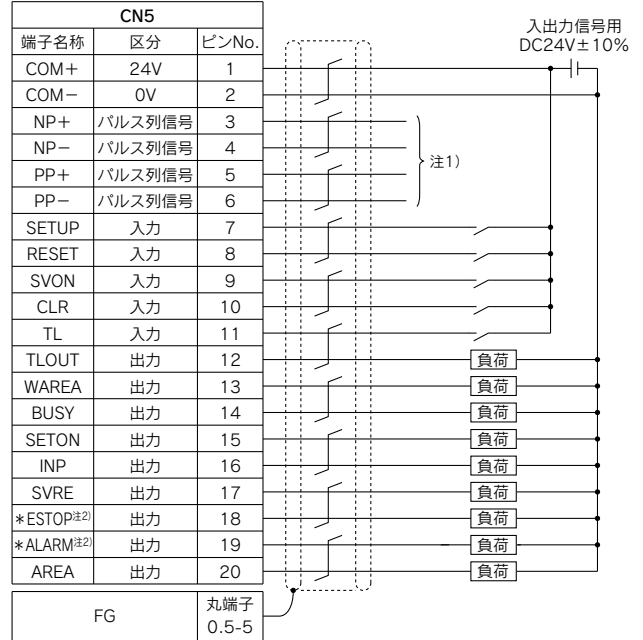 CN5
端子名称 区分 ピンNo.
COM+ 24V 1
COM− 0V 2
NP+ パルス列信号 3
NP− パルス列信号 4
PP+ パルス列信号 5
PP− パルス列信号 6
SETUP 入力 7
RESET 入力 8
SVON 入力 9
CLR 入力 10
TL 入力 11
TLOUT 出力 12 負荷
WAREA 出力 13 負荷
BUSY 出力 14 負荷
SETON 出力 15 負荷
INP 出力 16 負荷
SVRE 出力 17 負荷
*ESTOP注2) 出力 18 負荷
*ALARM注2) 出力 19 負荷
AREA 出力 20 負荷
FG 丸端子
0.5-5
入出力信号用
DC24V±10%
注1)